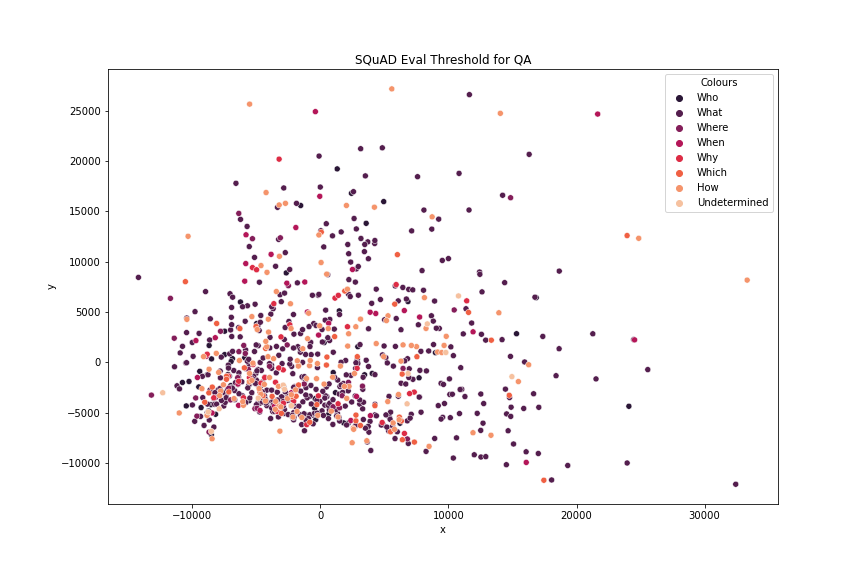 SQuAD Eval Threshold for QA
Colours
Who
What
Where
When
Why
Which
How
Undetermined
25000
20000
15000
10000
5000
0
−5000
−10000
y
−10000
0
10000
20000
30000
x